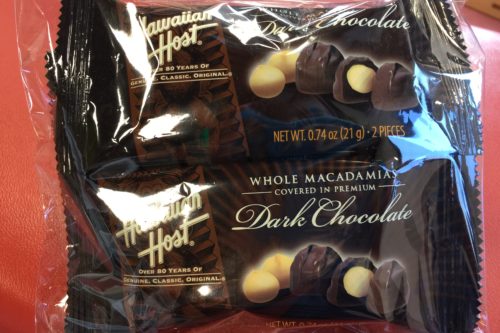 Hawaiian
Host
OVER 80 YEARS OF
GENUINE. CLASSIC. ORIGINAL.®
Dark Chocolate
NET WT. 0.74 oz (21 g) · 2 PIECES
Hawaiian
Host
OVER 80 YEARS OF
GENUINE. CLASSIC. ORIGINAL.®
WHOLE MACADAMIAS
COVERED IN PREMIUM
Dark Chocolate